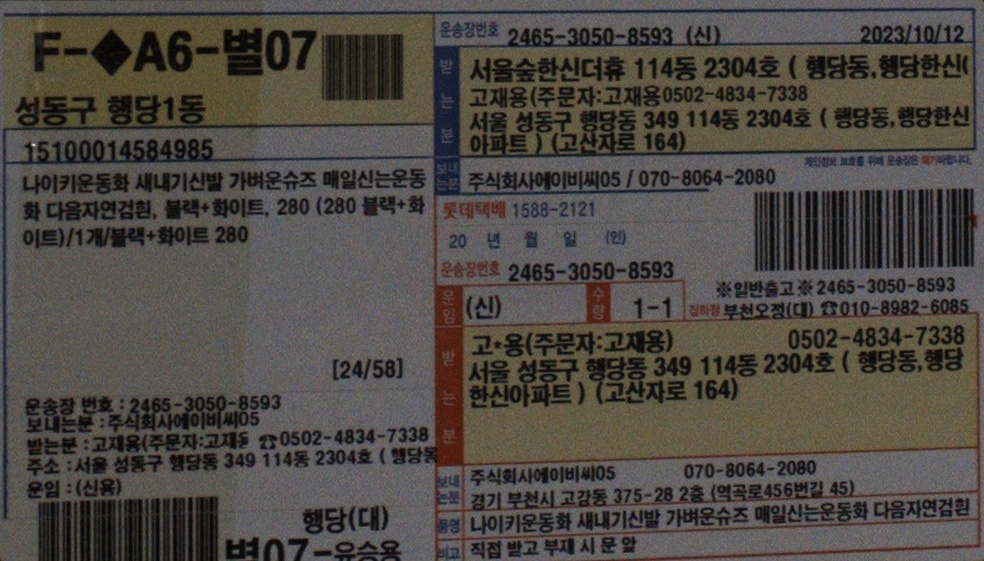 F-◆A6-별07
성동구 행당1동
15100014584985
나이키운동화 새내기신발 가벼운슈즈 매일신는운동
화 다음자연검흰, 블랙+화이트, 280 (280 블랙+화
이트)/1개/블랙+화이트 280
[24/58]
운송장 번호 : 2465-3050-8593
보내는분 : 주식회사에이비씨05
받는분 : 고재용(주문자:고재용 ☎0502-4834-7338
주소 : 서울 성동구 행당동 349 114동 2304호 ( 행당동
운임 : (신용)
행당(대)
별07-유승용
운송장번호 2465-3050-8593 (신) 2023/10/12
받는분
서울숲한신더휴 114동 2304호 ( 행당동,행당한신(
고재용(주문자:고재용0502-4834-7338
서울 성동구 행당동 349 114동 2304호 ( 행당동,행당한신
아파트 ) (고산자로 164)
개인정보 보호를 위해 운송장은 폐기바랍니다.
보내는분 주식회사에이비씨05 / 070-8064-2080
롯데택배 1588-2121
20 년 월 일 (인)
운송장번호 2465-3050-8593
※일반출고※ 2465-3050-8593
운임 (신) 수량 1-1 집하점 부천오정(대) ☎010-8982-6085
받는분
고*용(주문자:고재용) 0502-4834-7338
서울 성동구 행당동 349 114동 2304호 ( 행당동,행당
한신아파트 ) (고산자로 164)
보내는분 주식회사에이비씨05 070-8064-2080
경기 부천시 고강동 375-28 2층 (역곡로456번길 45)
품명 나이키운동화 새내기신발 가벼운슈즈 매일신는운동화 다음자연검흰
비고 직접 받고 부재 시 문 앞